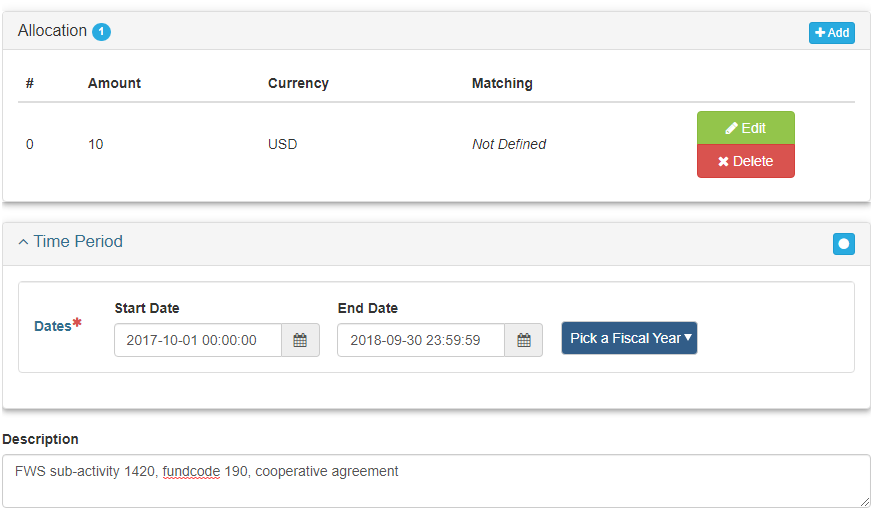 Allocation 1
Add
# Amount Currency Matching
0 10 USD Not Defined
Edit
Delete
Time Period
Start Date End Date
Dates* 2017-10-01 00:00:00 2018-09-30 23:59:59 Pick a Fiscal Year
Description
FWS sub-activity 1420, fundcode 190, cooperative agreement